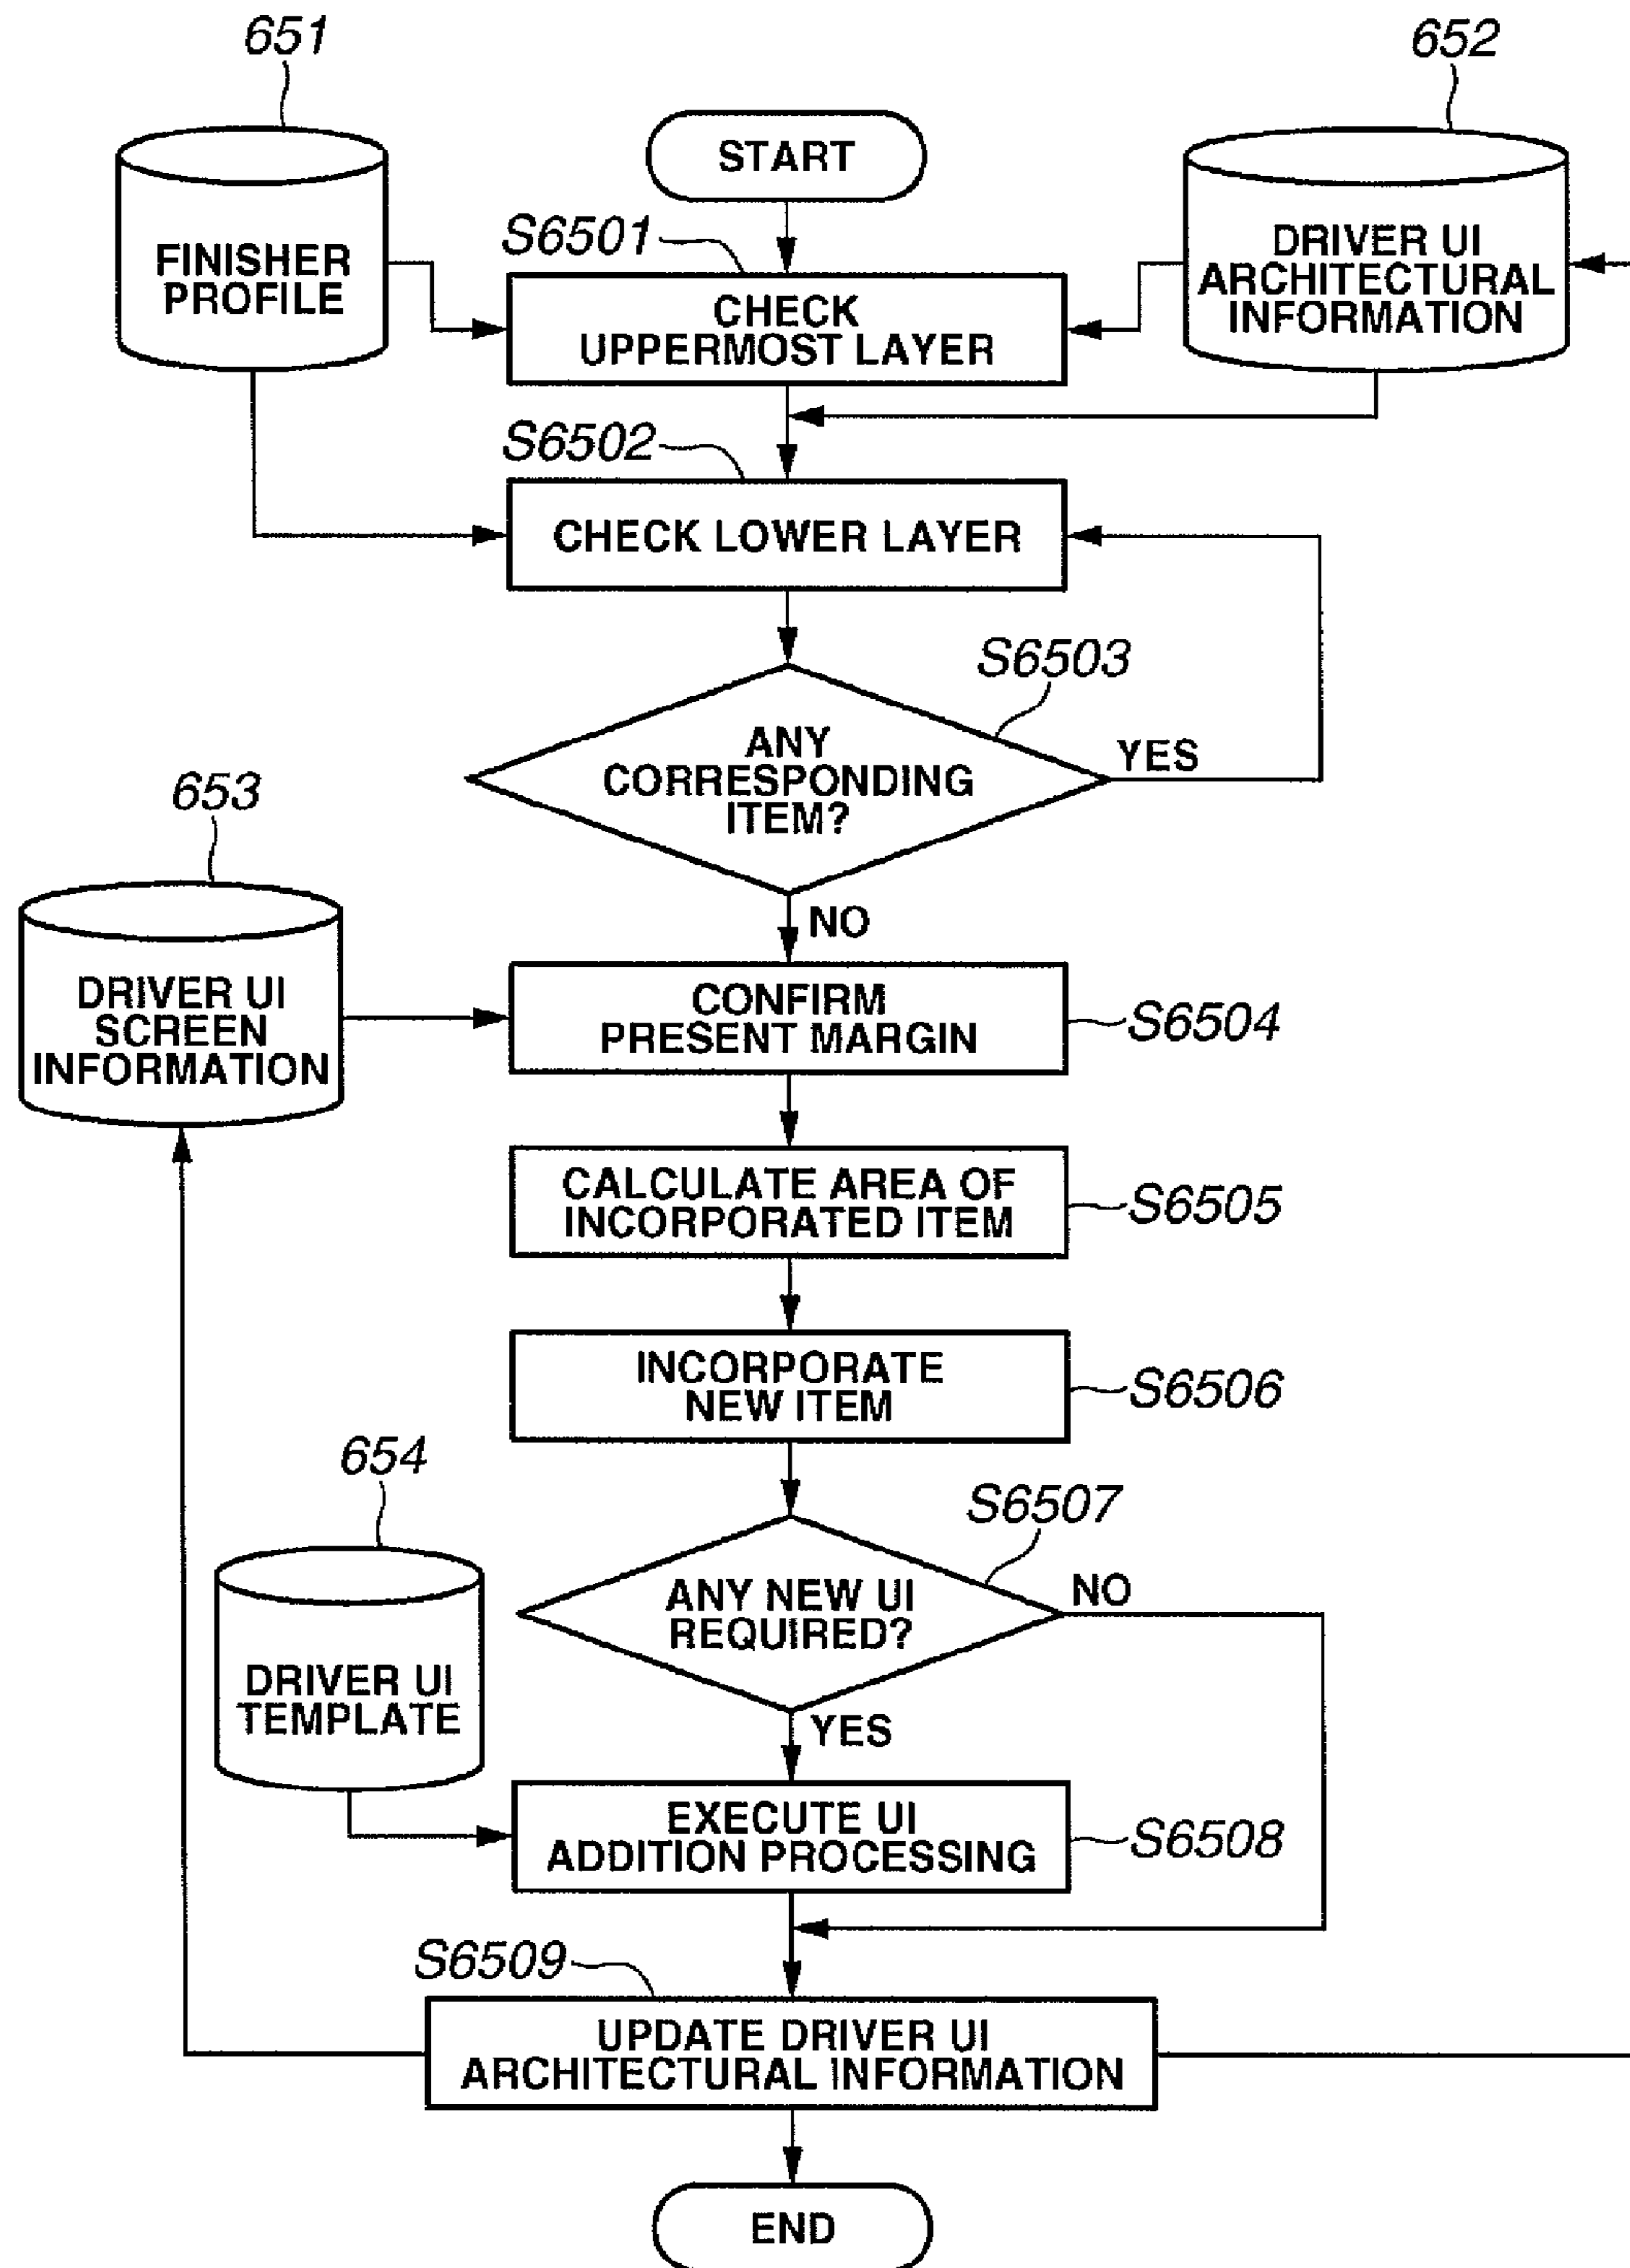 651
652
START
S6501
FINISHER
PROFILE
DRIVER UI
ARCHITECTURAL
INFORMATION
CHECK
UPPERMOST LAYER
S6502
CHECK LOWER LAYER
S6503
ANY
CORRESPONDING
ITEM?
YES
653
NO
DRIVER UI
SCREEN
INFORMATION
CONFIRM
PRESENT MARGIN
S6504
CALCULATE AREA OF
INCORPORATED ITEM
S6505
INCORPORATE
NEW ITEM
S6506
654
S6507
ANY NEW UI
REQUIRED?
NO
DRIVER UI
TEMPLATE
YES
EXECUTE UI
ADDITION PROCESSING
S6508
S6509
UPDATE DRIVER UI
ARCHITECTURAL INFORMATION
END